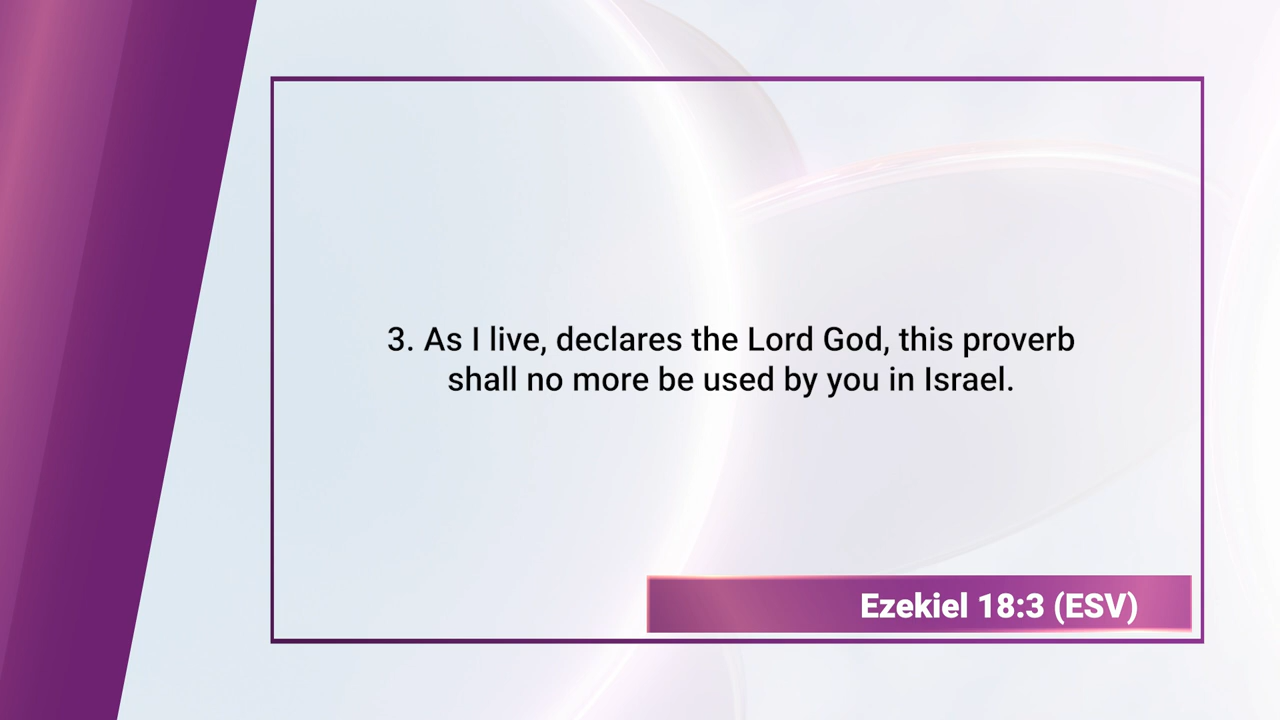 3. As I live, declares the Lord God, this proverb
shall no more be used by you in Israel.
Ezekiel 18:3 (ESV)